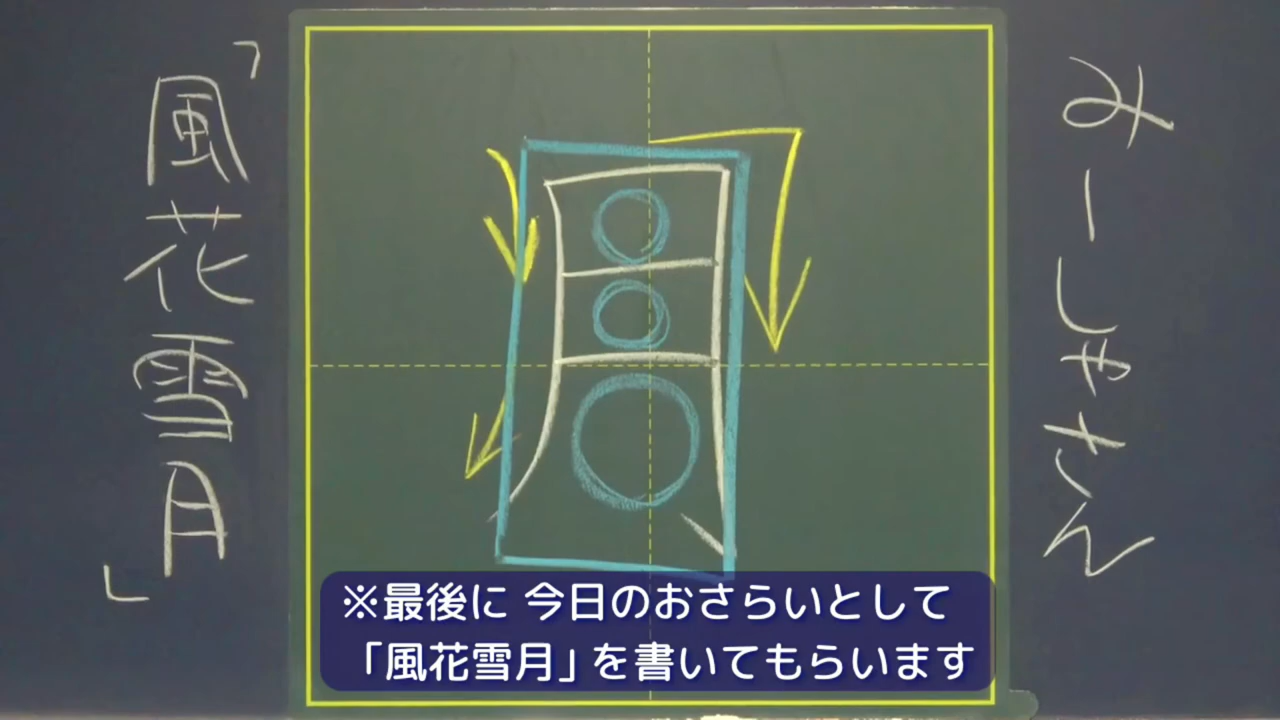 みーしゃさん
「風花雪月」
月
※最後に 今日のおさらいとして
「風花雪月」を書いてもらいます